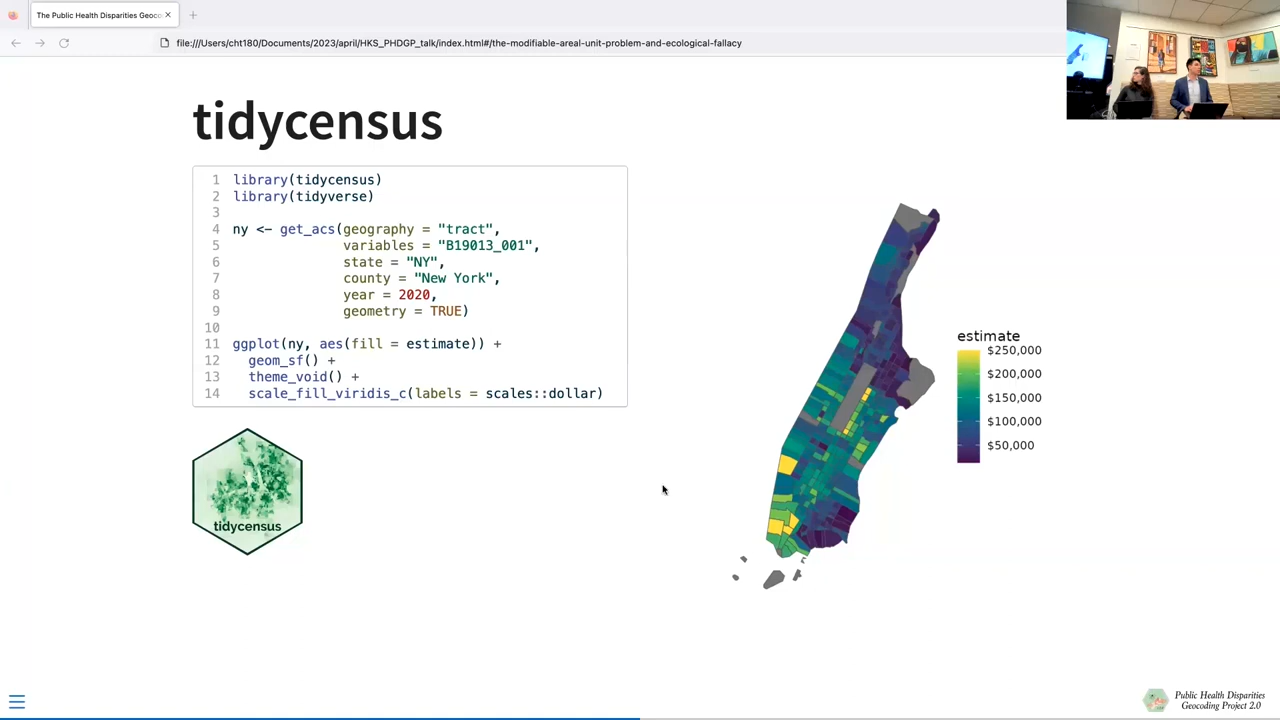 The Public Health Disparities Geoco
file:///Users/cht180/Documents/2023/april/HKS_PHDGP_talk/index.html#/the-modifiable-areal-unit-problem-and-ecological-fallacy
tidycensus
1 library(tidycensus)
2 library(tidyverse)
3
4 ny <- get_acs(geography = "tract",
5 variables = "B19013_001",
6 state = "NY",
7 county = "New York",
8 year = 2020,
9 geometry = TRUE)
10
11 ggplot(ny, aes(fill = estimate)) +
12 geom_sf() +
13 theme_void() +
14 scale_fill_viridis_c(labels = scales::dollar)
tidycensus
estimate
$250,000
$200,000
$150,000
$100,000
$50,000
Public Health Disparities
Geocoding Project 2.0